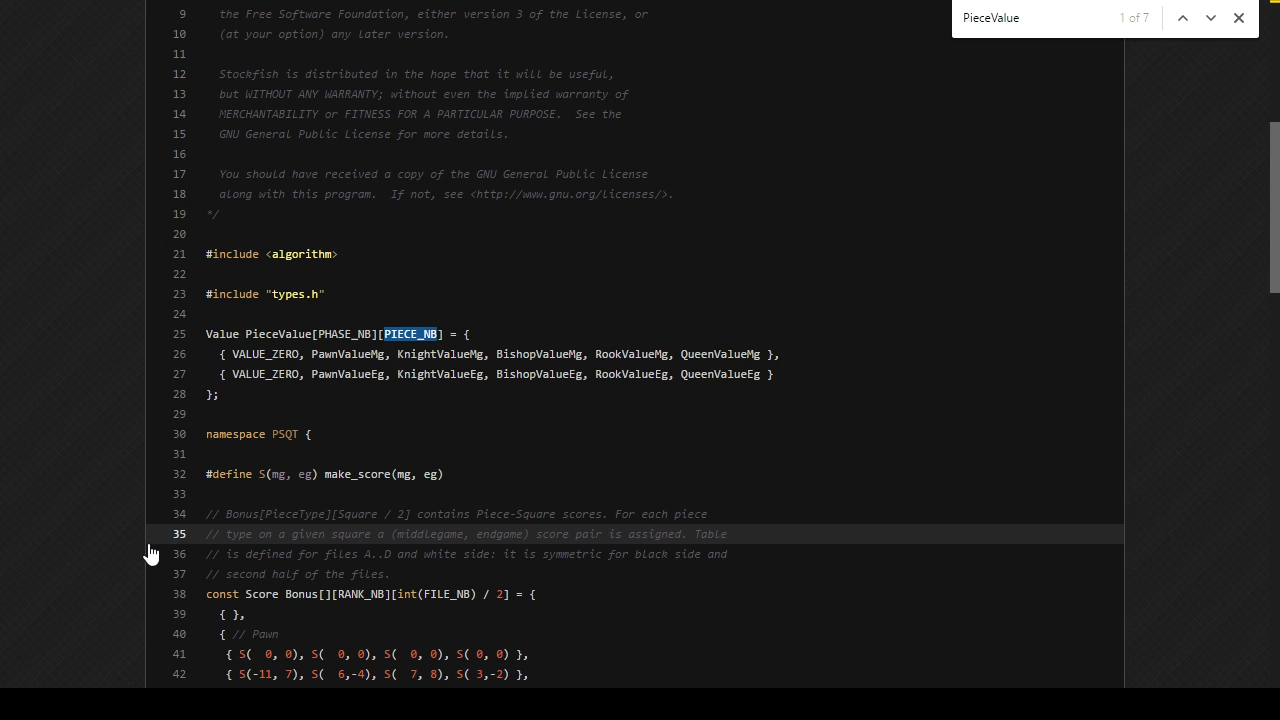 PieceValue 1 of 7
9 the Free Software Foundation, either version 3 of the License, or
10 (at your option) any later version.
11
12 Stockfish is distributed in the hope that it will be useful,
13 but WITHOUT ANY WARRANTY; without even the implied warranty of
14 MERCHANTABILITY or FITNESS FOR A PARTICULAR PURPOSE.  See the
15 GNU General Public License for more details.
16
17 You should have received a copy of the GNU General Public License
18 along with this program.  If not, see <http://www.gnu.org/licenses/>.
19 */
20
21 #include <algorithm>
22
23 #include "types.h"
24
25 Value PieceValue[PHASE_NB][PIECE_NB] = {
26 { VALUE_ZERO, PawnValueMg, KnightValueMg, BishopValueMg, RookValueMg, QueenValueMg },
27 { VALUE_ZERO, PawnValueEg, KnightValueEg, BishopValueEg, RookValueEg, QueenValueEg }
28 };
29
30 namespace PSQT {
31
32 #define S(mg, eg) make_score(mg, eg)
33
34 // Bonus[PieceType][Square / 2] contains Piece-Square scores. For each piece
35 // type on a given square a (middlegame, endgame) score pair is assigned. Table
36 // is defined for files A..D and white side: it is symmetric for black side and
37 // second half of the files.
38 const Score Bonus[][RANK_NB][int(FILE_NB) / 2] = {
39 { },
40 { // Pawn
41 { S(  0, 0), S(  0, 0), S(  0, 0), S( 0, 0) },
42 { S(-11, 7), S(  6,-4), S(  7, 8), S( 3,-2) },